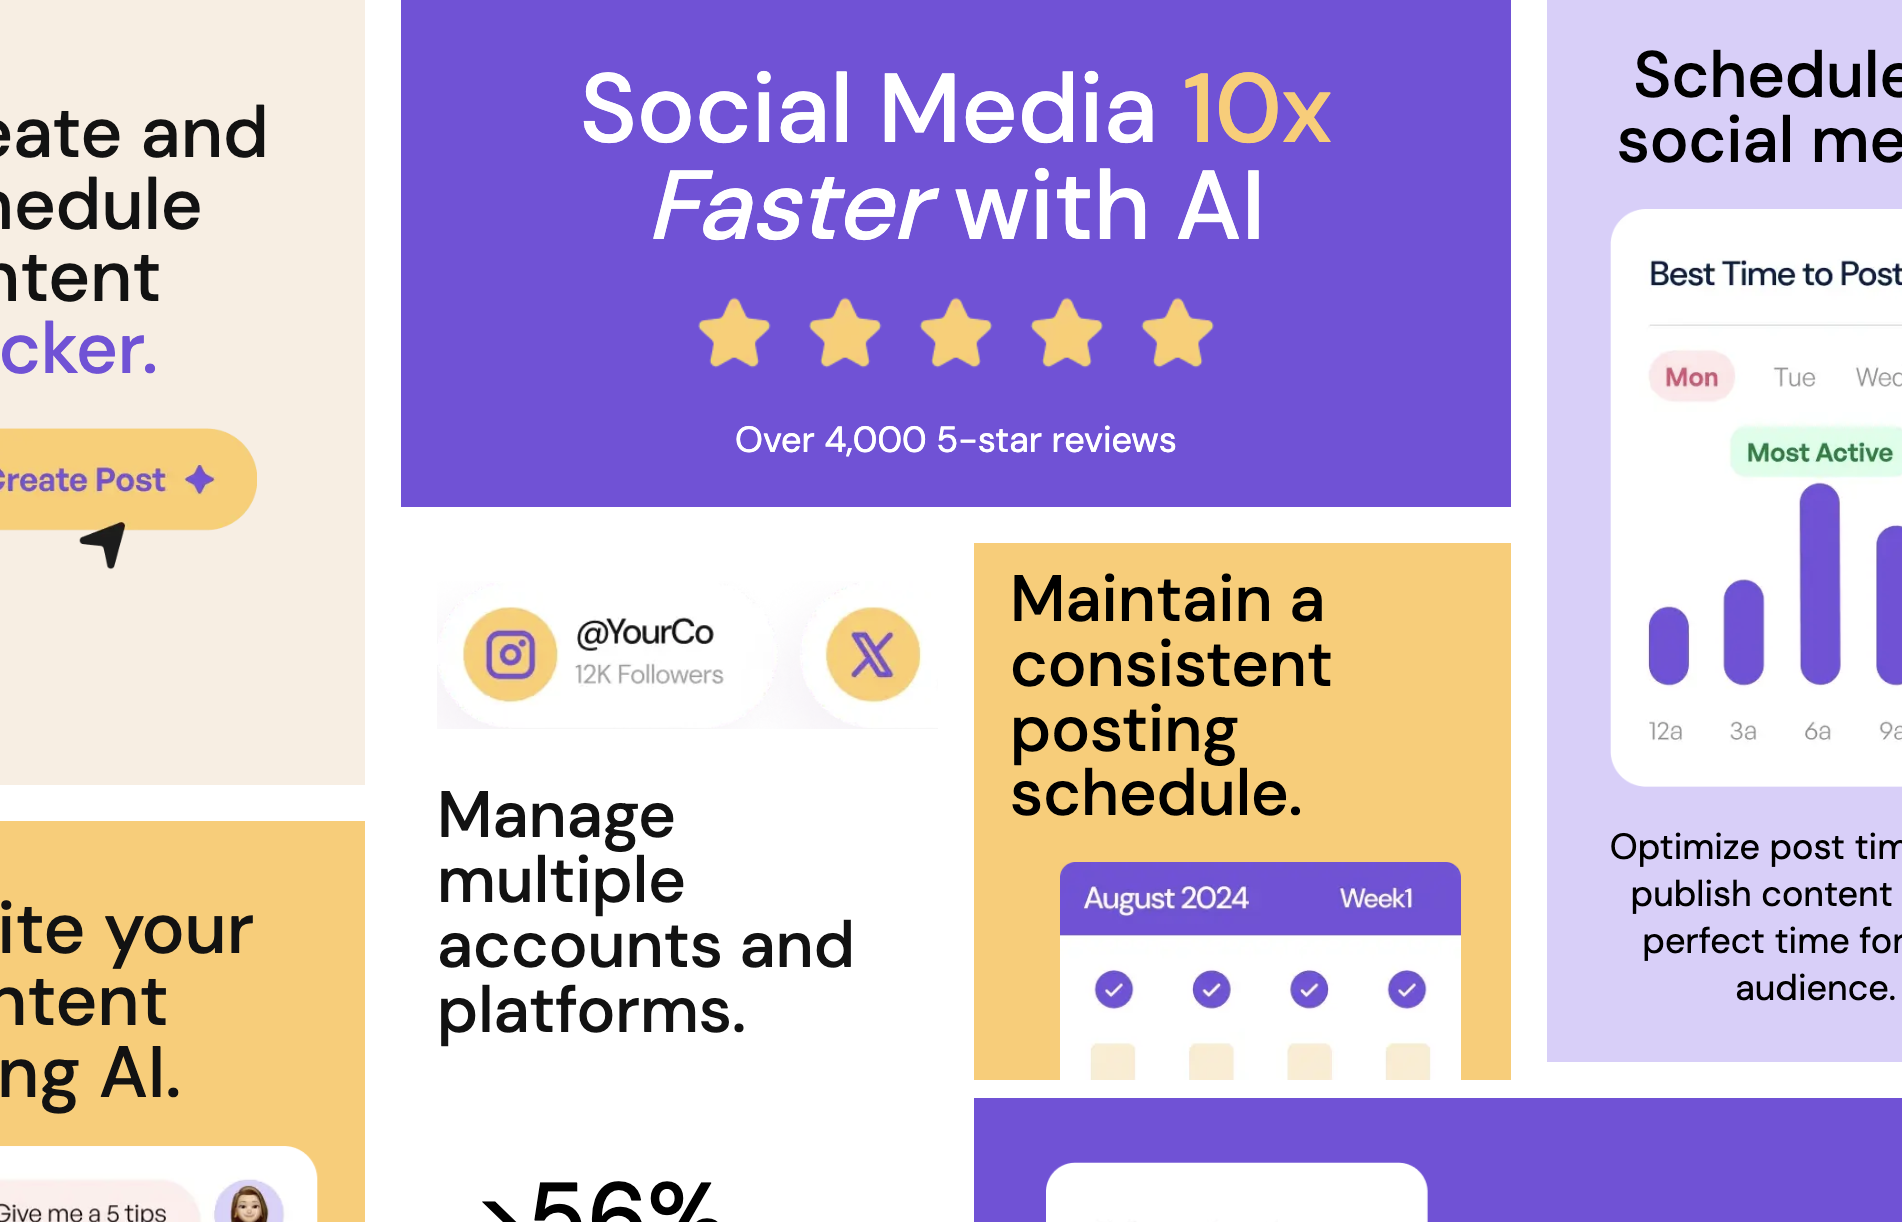 eate and
hedule
ntent
cker.
Create Post
ite your
ntent
ng AI.
Give me a 5 tips
Social Media 10x
Faster with AI
Over 4,000 5-star reviews
@YourCo
12K Followers
Manage
multiple
accounts and
platforms.
>56%
Maintain a
consistent
posting
schedule.
August 2024 Week1
Schedule
social me
Best Time to Post
Mon Tue Wed
Most Active
12a 3a 6a 9a
Optimize post tim
publish content
perfect time for
audience.